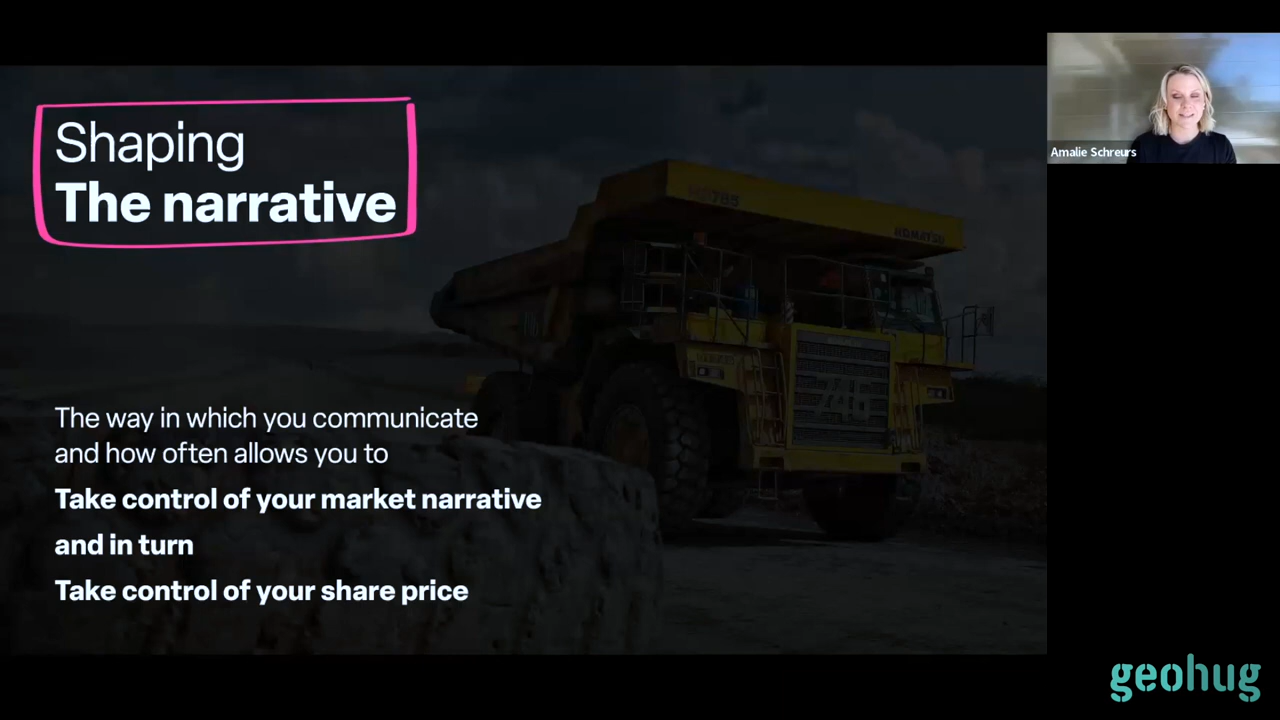 Shaping
The narrative
The way in which you communicate
and how often allows you to
Take control of your market narrative
and in turn
Take control of your share price
KOMATSU
Amalie Schreurs
geohug